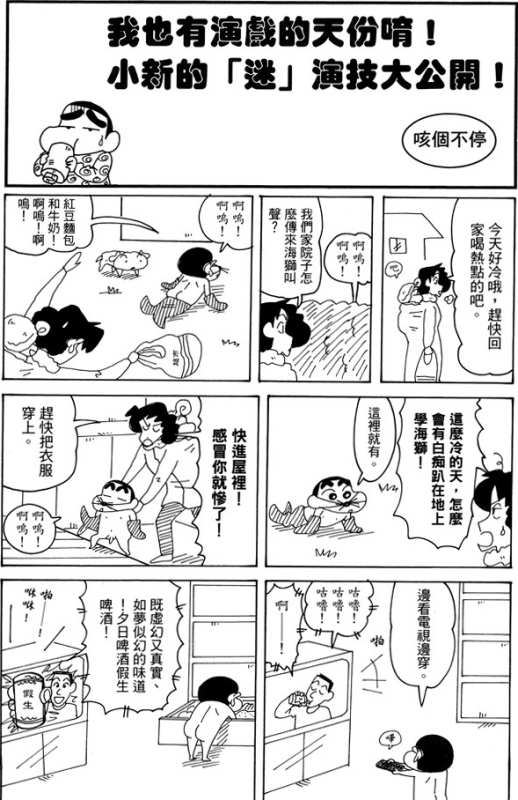 我也有演戲的天份唷！
小新的「迷」演技大公開！
咳個不停
今天好冷哦，趕快回
家喝熱點的吧。
吧
我們家院子怎
麼傳來海獅叫
聲？
啊嗚！
啊嗚！
啊嗚！
啊嗚！
紅豆麵包
和牛奶！
啊嗚！啊
嗚！
這麼冷的天，怎麼
會有白痴趴在地上
學海獅！
這裡就有。
快進屋裡！
感冒你就慘了！
趕快把衣服
穿上。
啊嗚！
啊嗚！
邊看電視邊穿。
啪
咕嚕！咕嚕！
咕嚕！
啊—！
既虛幻又真實、
如夢似幻的味道
！夕日啤酒假生
啤酒！
啪
咻咻—！
假生